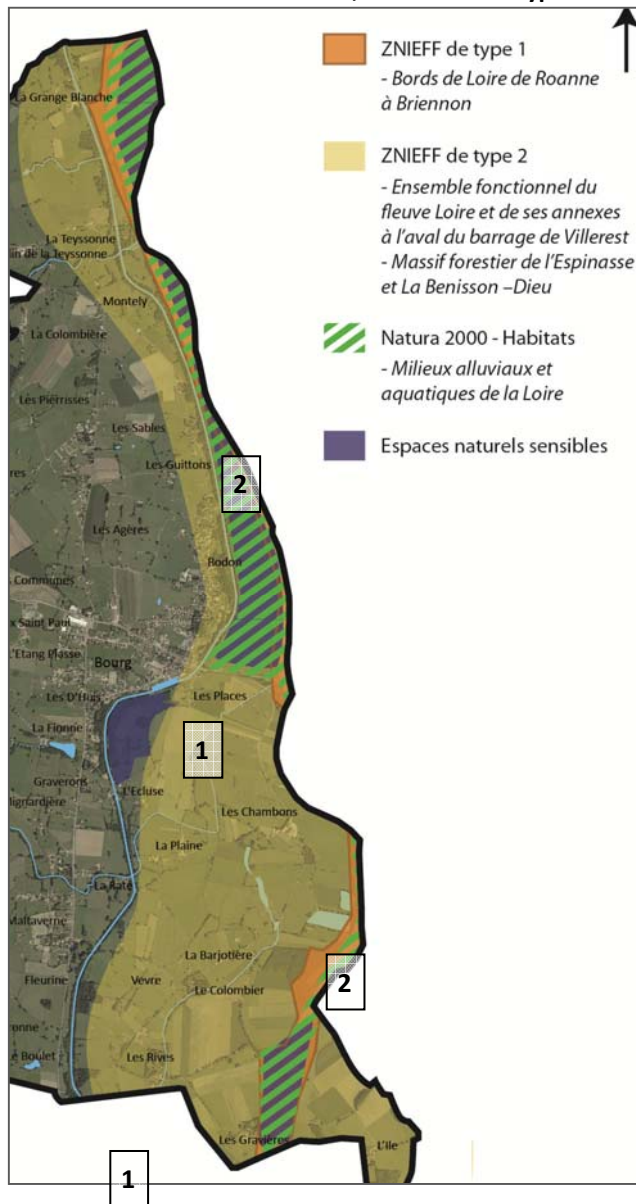 ZNIEFF de type 1
- Bords de Loire de Roanne
à Briennon
ZNIEFF de type 2
- Ensemble fonctionnel du
fleuve Loire et de ses annexes
à l'aval du barrage de Villerest
- Massif forestier de l'Espinasse
et La Benisson –Dieu
Natura 2000 - Habitats
- Milieux alluviaux et
aquatiques de la Loire
Espaces naturels sensibles
La Grange Blanche
La Teyssonne
de la Teyssonne
Montely
La Colombière
Les Piérrisses
Les Sables
Les Guittons
2
Les Agères
Rodon
Communes
Saint Paul
L'Etang Plasse
Bourg
Les D'Huis
Les Places
La Fionne
1
Graverons
L'Ecluse
Les Chambons
La Plaine
La Raté
Maltaverne
La Barjotière
2
Fleurine
Vevre
Le Colombier
Les Rives
Boulet
Les Gravières
L'île
1